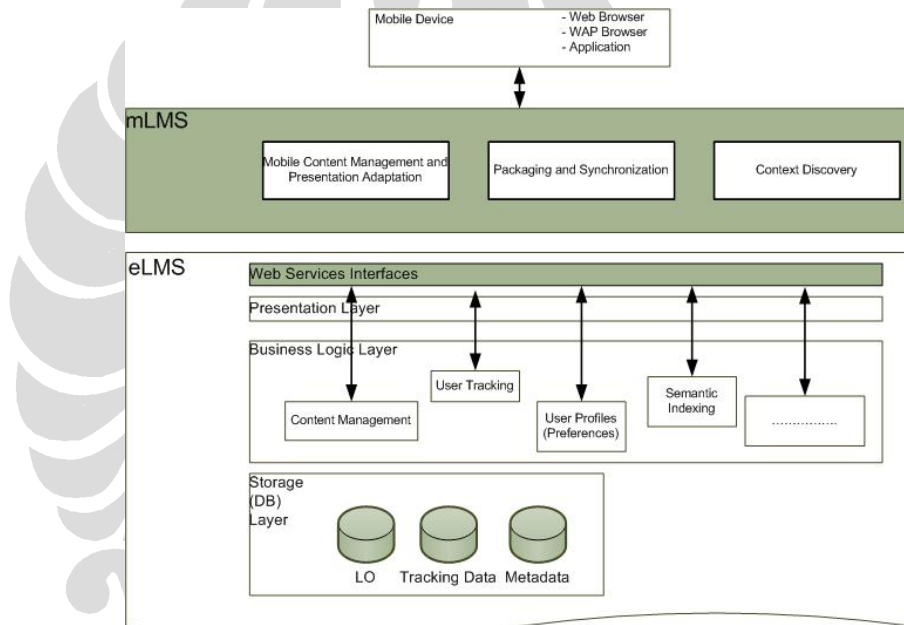 Mobile Device
- Web Browser
- WAP Browser
- Application
mLMS
Mobile Content Management and
Presentation Adaptation
Packaging and Synchronization
Context Discovery
eLMS
Web Services Interfaces
Presentation Layer
Business Logic Layer
User Tracking
Content Management
User Profiles
(Preferences)
Semantic
Indexing
................
Storage
(DB)
Layer
LO
Tracking Data
Metadata